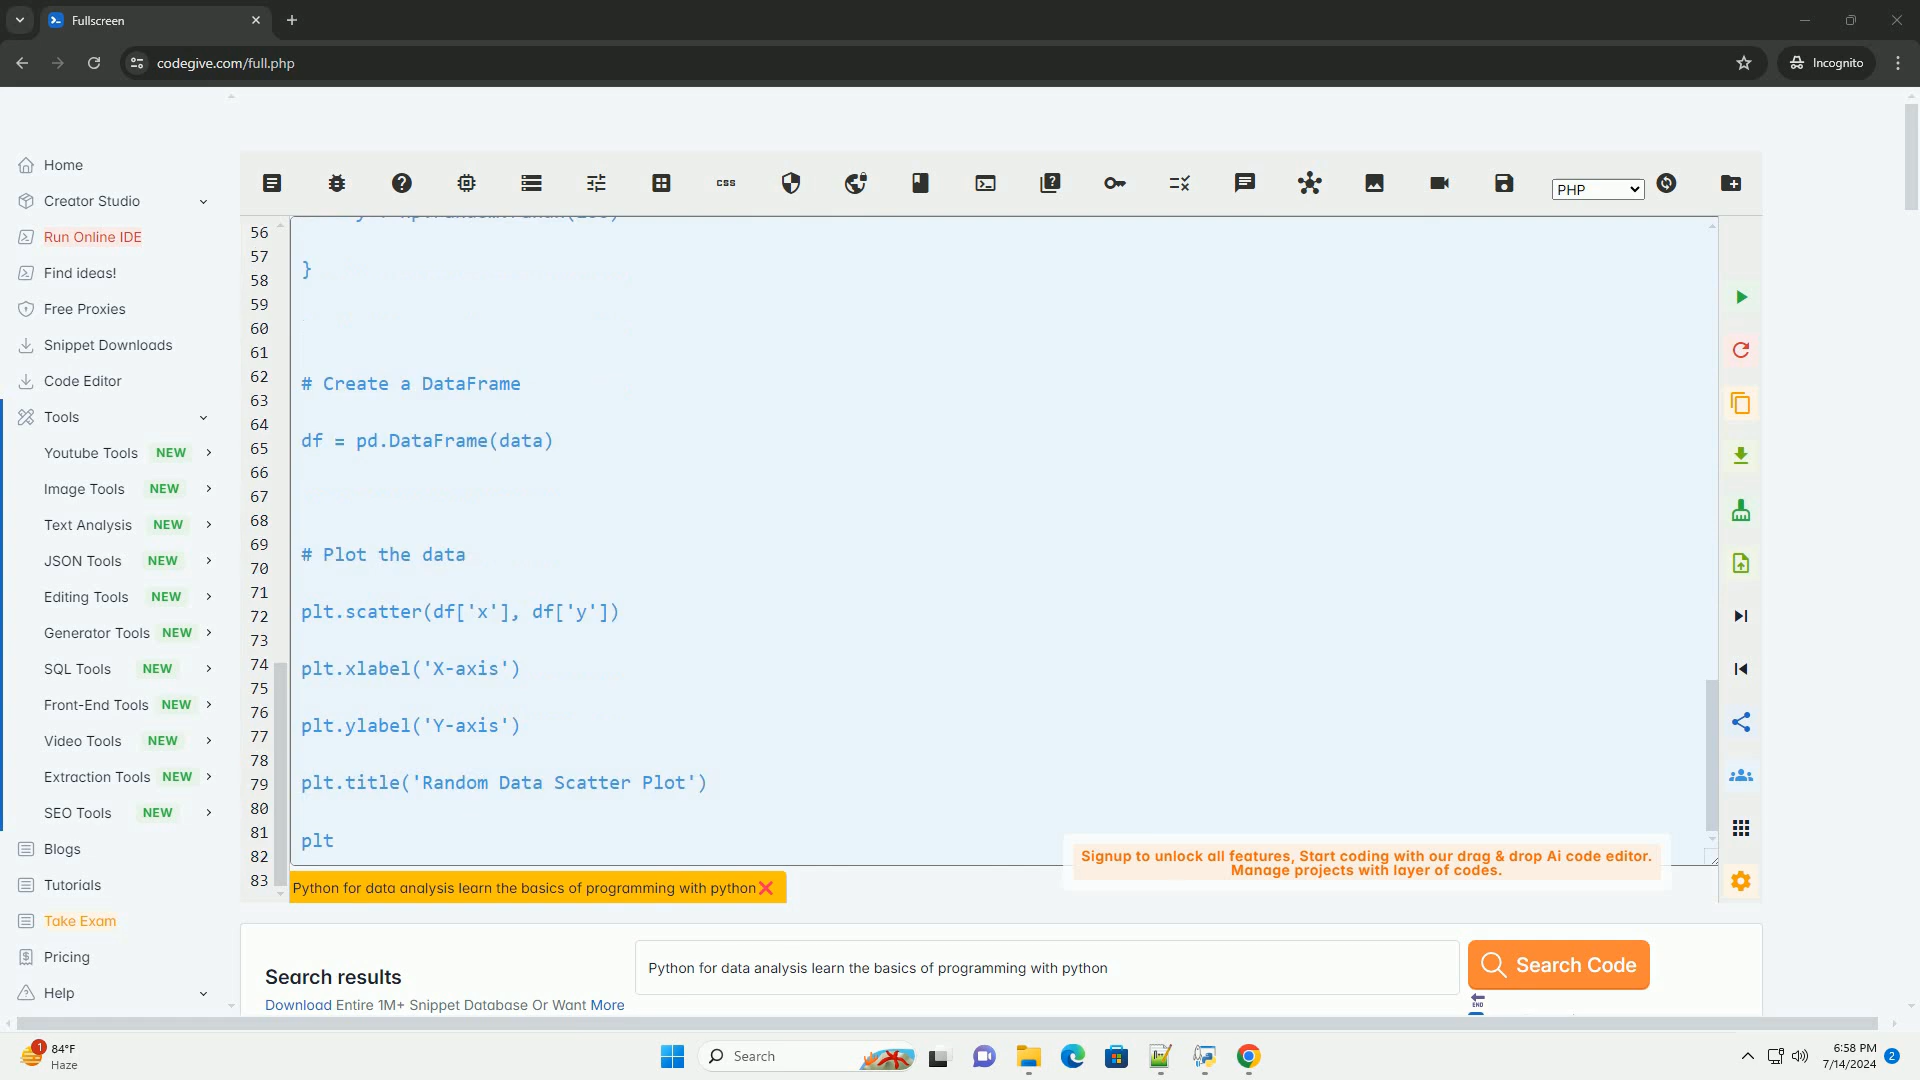 Fullscreen
codegive.com/full.php
Incognito
Home
Creator Studio
Run Online IDE
Find ideas!
Free Proxies
Snippet Downloads
Code Editor
Tools
Youtube Tools NEW
Image Tools NEW
Text Analysis NEW
JSON Tools NEW
Editing Tools NEW
Generator Tools NEW
SQL Tools NEW
Front-End Tools NEW
Video Tools NEW
Extraction Tools NEW
SEO Tools NEW
Blogs
Tutorials
Take Exam
Pricing
Help
css
PHP
56
57
58
59
60
61
62
63
64
65
66
67
68
69
70
71
72
73
74
75
76
77
78
79
80
81
82
83
}
# Create a DataFrame
df = pd.DataFrame(data)
# Plot the data
plt.scatter(df['x'], df['y'])
plt.xlabel('X-axis')
plt.ylabel('Y-axis')
plt.title('Random Data Scatter Plot')
plt
Signup to unlock all features, Start coding with our drag & drop Ai code editor.
Manage projects with layer of codes.
Python for data analysis learn the basics of programming with python
Search results
Download Entire 1M+ Snippet Database Or Want More
Python for data analysis learn the basics of programming with python
Search Code
END
1
84°F
Haze
Search
6:58 PM
7/14/2024
2